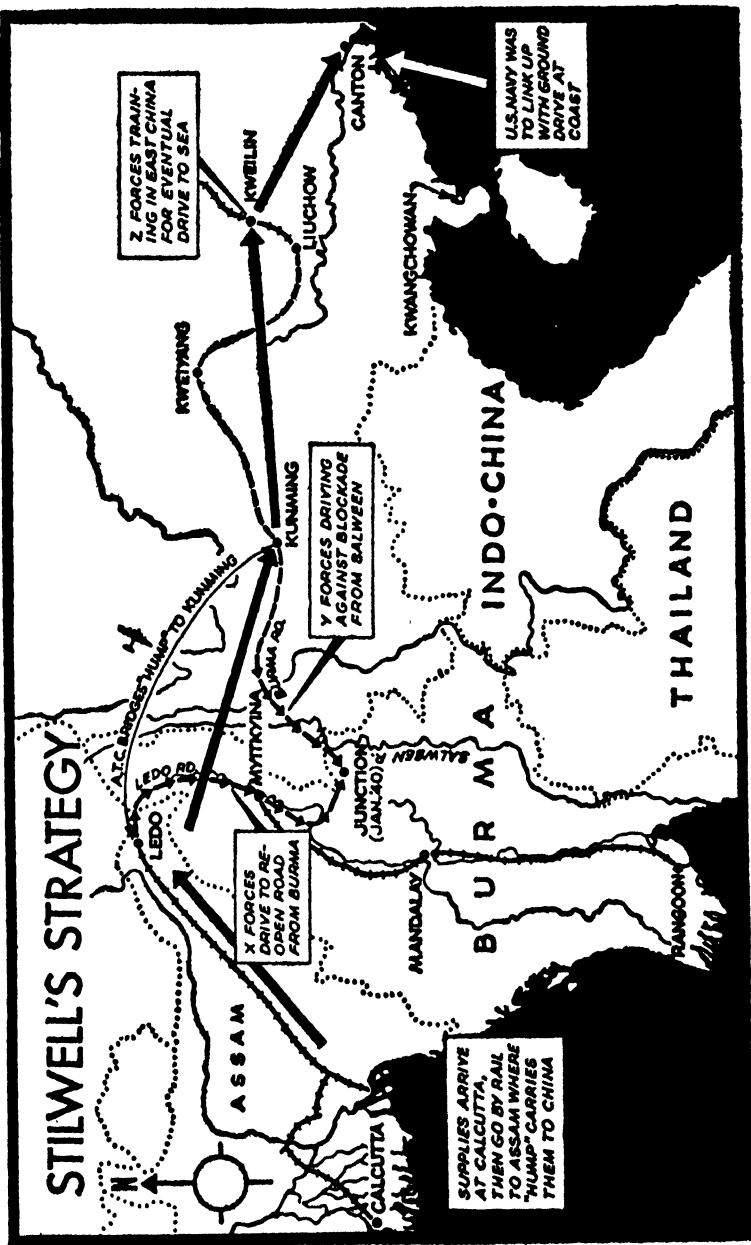 STILWELL'S STRATEGY
N
Z FORCES TRAIN-
ING IN EAST CHINA
FOR EVENTUAL
DRIVE TO SEA
A.T.C. BRIDGES "HUMP" TO KUNMING
KWEIYANG
KWEILIN
LIUCHOW
CANTON
LEDO
LEDO RD.
ASSAM
MYITKYINA
BURMA RD.
KUNMING
X FORCES
DRIVE TO RE-
OPEN ROAD
FROM BURMA
Y FORCES DRIVING
AGAINST BLOCKADE
FROM SALWEEN
JUNCTION
(JAN. '40)
SALWEEN R.
CALCUTTA
MANDALAY
KWANGCHOWAN
U.S. NAVY WAS
TO LINK UP
WITH GROUND
DRIVE AT
COAST
SUPPLIES ARRIVE
AT CALCUTTA,
THEN GO BY RAIL
TO ASSAM WHERE
"HUMP" CARRIES
THEM TO CHINA
BURMA
INDO-CHINA
RANGOON
THAILAND